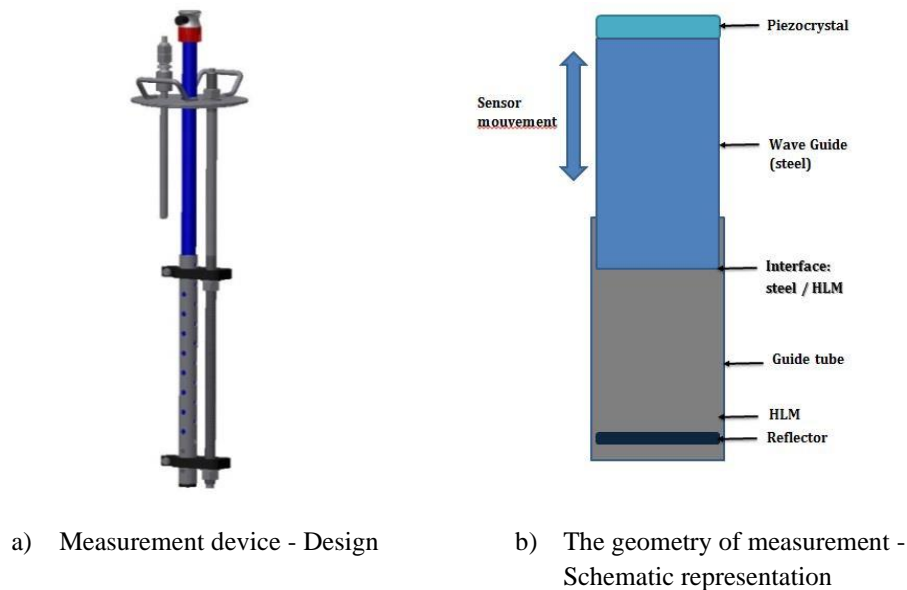 Piezocrystal
Sensor
mouvement
Wave Guide
(steel)
Interface:
steel / HLM
Guide tube
HLM
Reflector
a) Measurement device - Design
b) The geometry of measurement -
Schematic representation